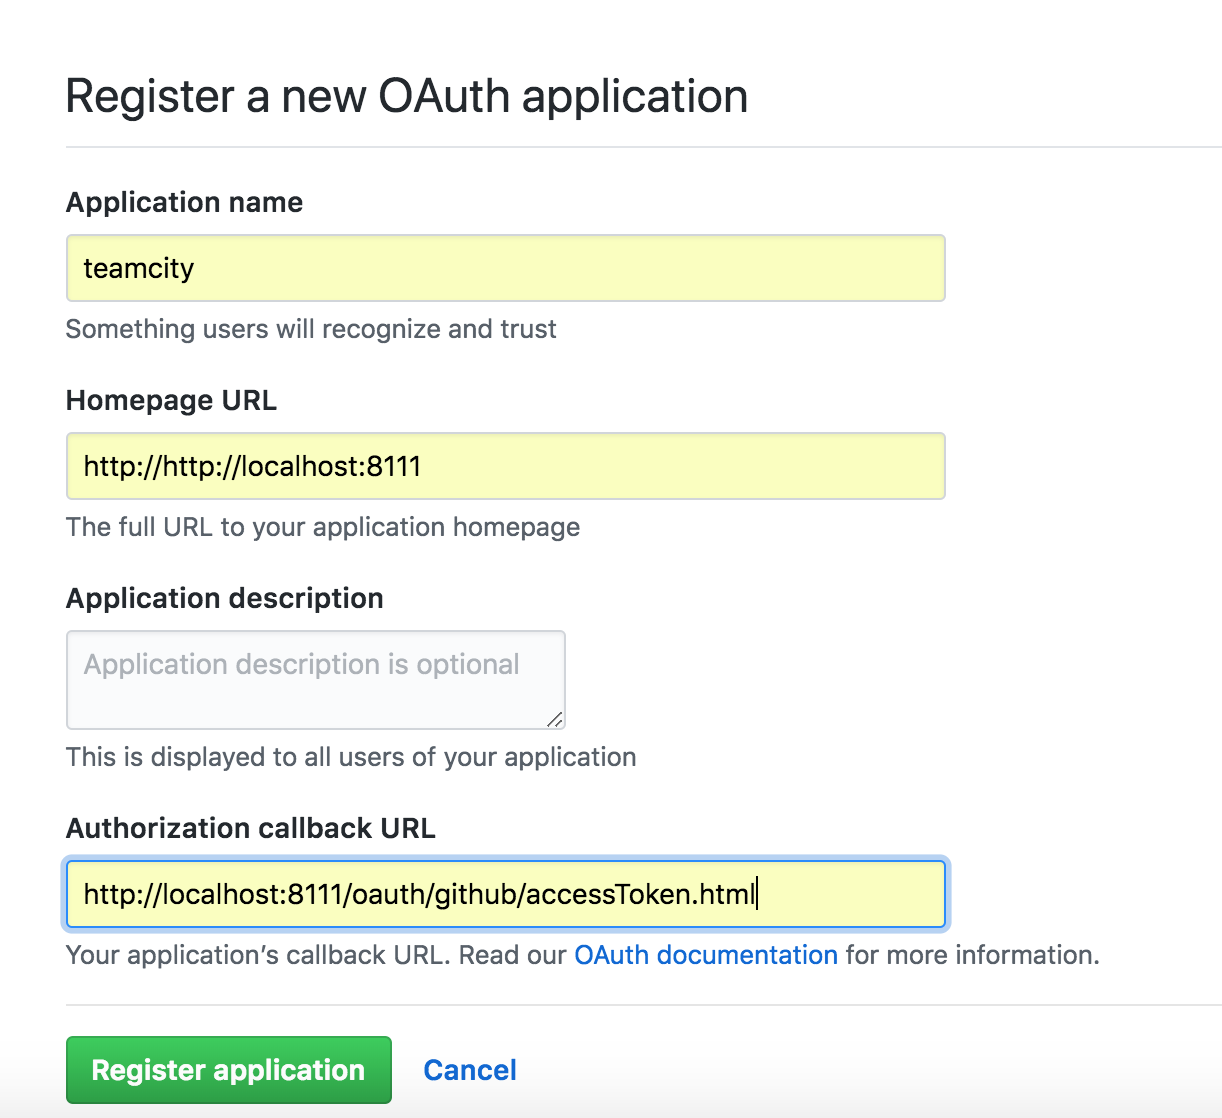 Register a new OAuth application
Application name
teamcity
Something users will recognize and trust
Homepage URL
http://http://localhost:8111
The full URL to your application homepage
Application description
Application description is optional
This is displayed to all users of your application
Authorization callback URL
http://localhost:8111/oauth/github/accessToken.html
Your application’s callback URL. Read our OAuth documentation for more information.
Register application Cancel